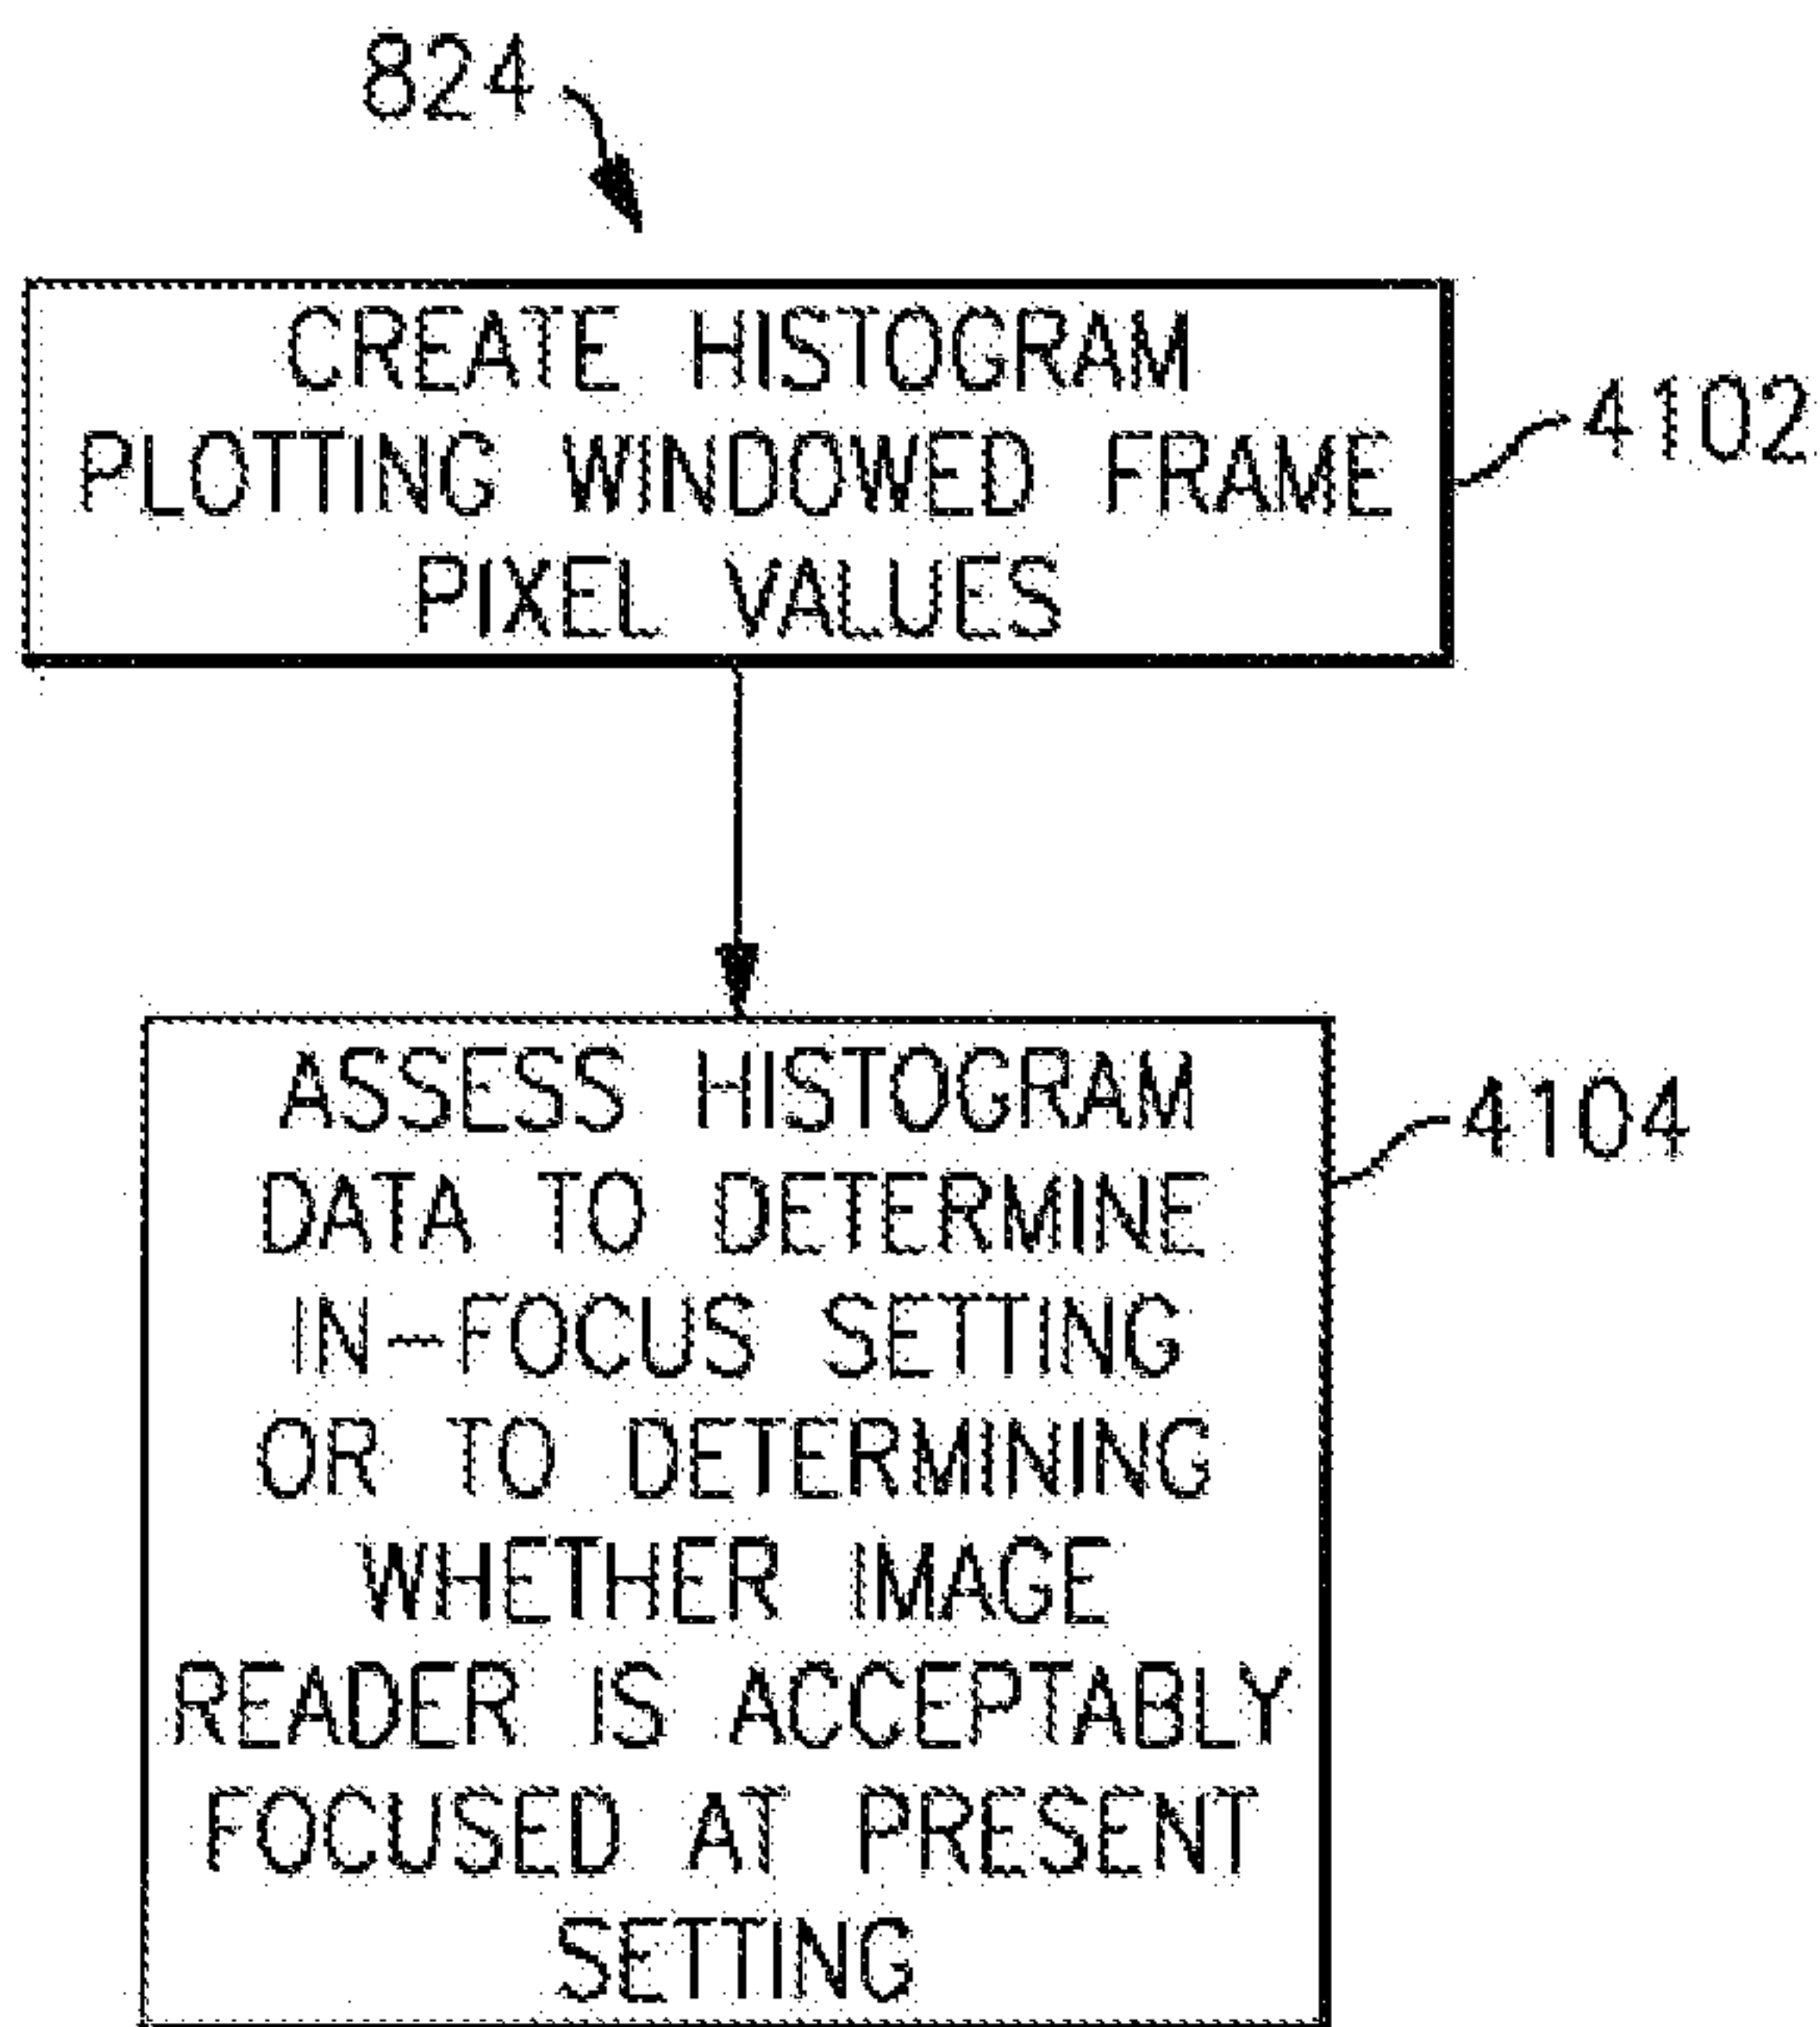 824
CREATE HISTOGRAM
PLOTTING WINDOWED FRAME
PIXEL VALUES
4102
ASSESS HISTOGRAM
DATA TO DETERMINE
IN-FOCUS SETTING
OR TO DETERMINING
WHETHER IMAGE
READER IS ACCEPTABLY
FOCUSED AT PRESENT
SETTING
4104